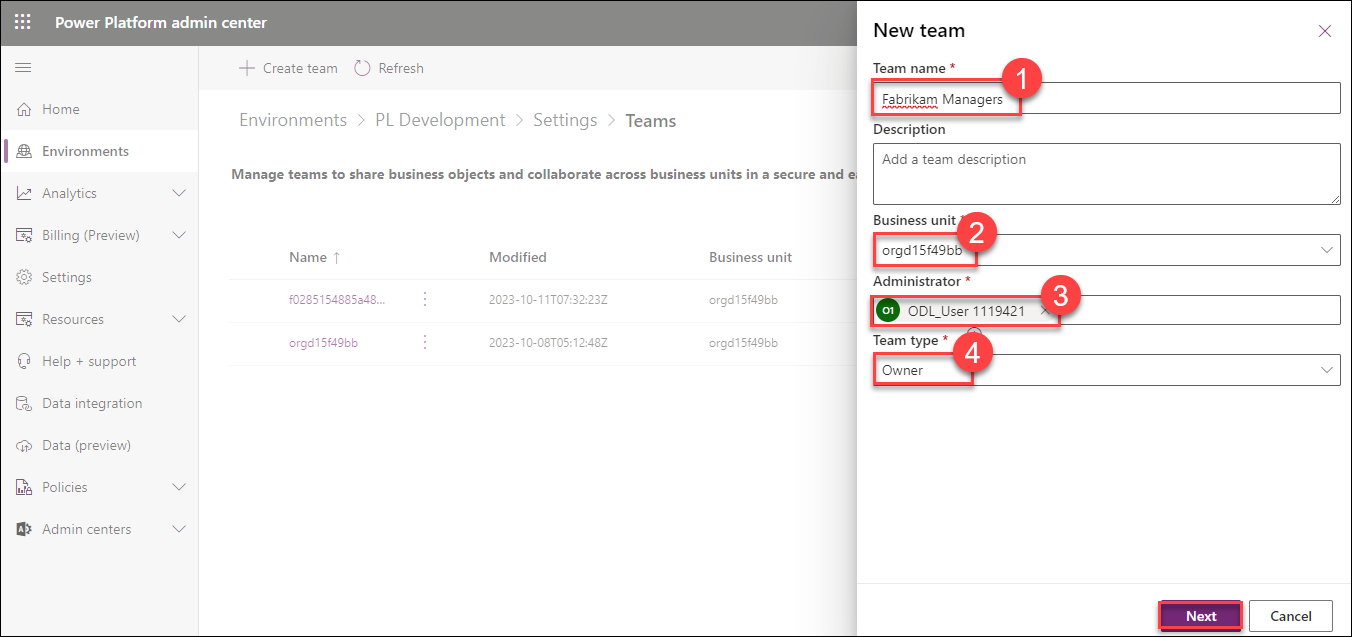 Power Platform admin center
Home
Environments
Analytics
Billing (Preview)
Settings
Resources
Help + support
Data integration
Data (preview)
Policies
Admin centers
Create team Refresh
Environments > PL Development > Settings > Teams
Manage teams to share business objects and collaborate across business units in a secure and
Name ↑ Modified Business unit
f0285154885a48... 2023-10-11T07:32:23Z orgd15f49bb
orgd15f49bb 2023-10-08T05:12:48Z orgd15f49bb
New team
Team name *
1
Fabrikam Managers
Description
Add a team description
Business unit
2
orgd15f49bb
Administrator *
3
O1 ODL_User 1119421
Team type *
4
Owner
Next Cancel